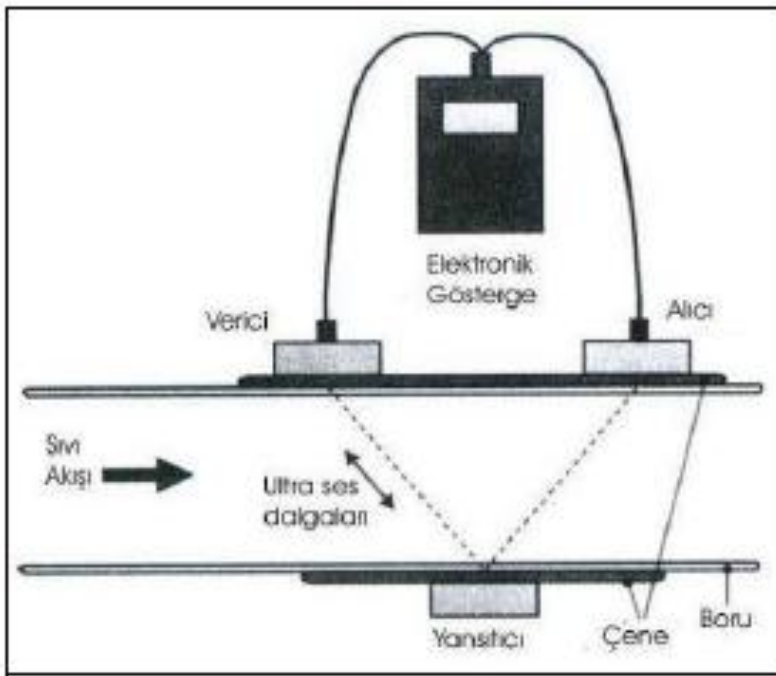 Elektronik
Gösterge
Verici
Alıcı
Sıvı
Akışı
Ultra ses
dalgaları
Yansıtıcı
Çene
Boru